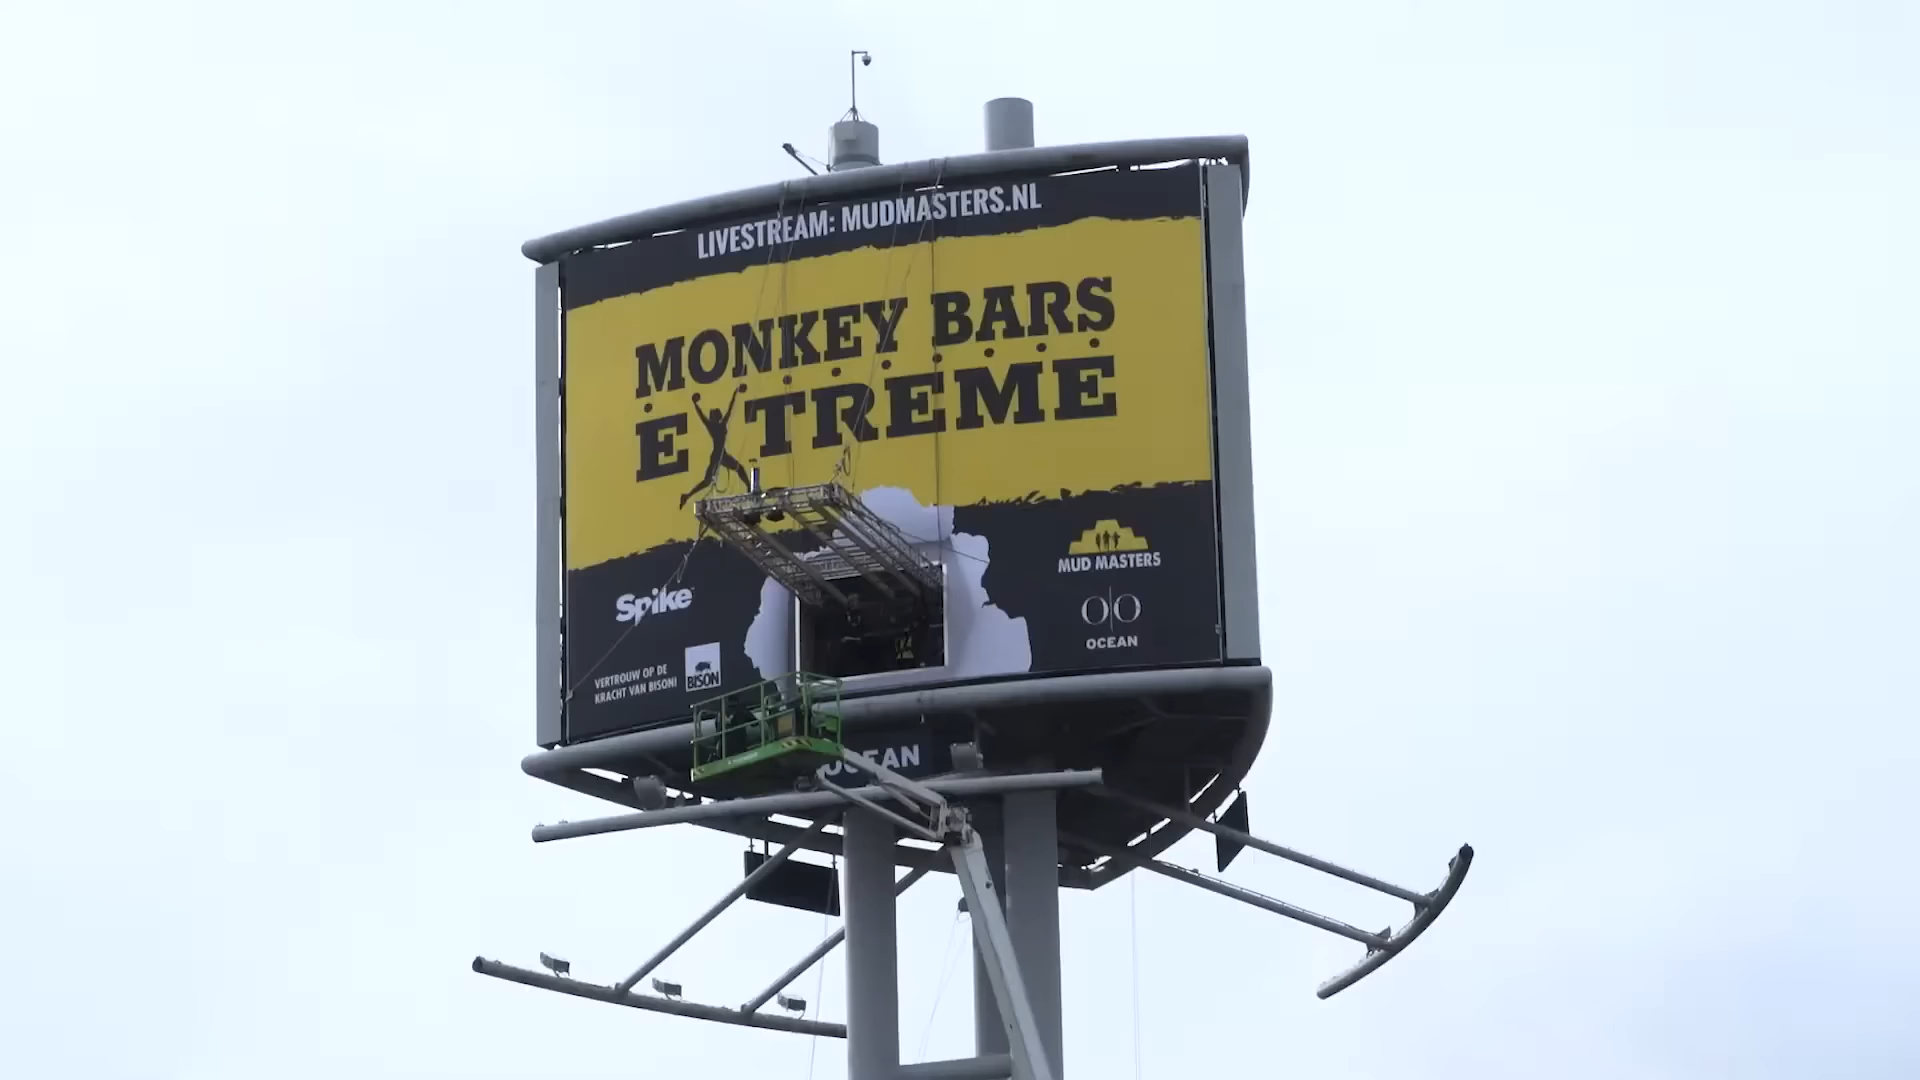 LIVESTREAM: MUDMASTERS.NL
MONKEY BARS
EXTREME
Spike
VERTROUW OP DE
KRACHT VAN BISON!
BISON
MUD MASTERS
O|O
OCEAN
OCEAN